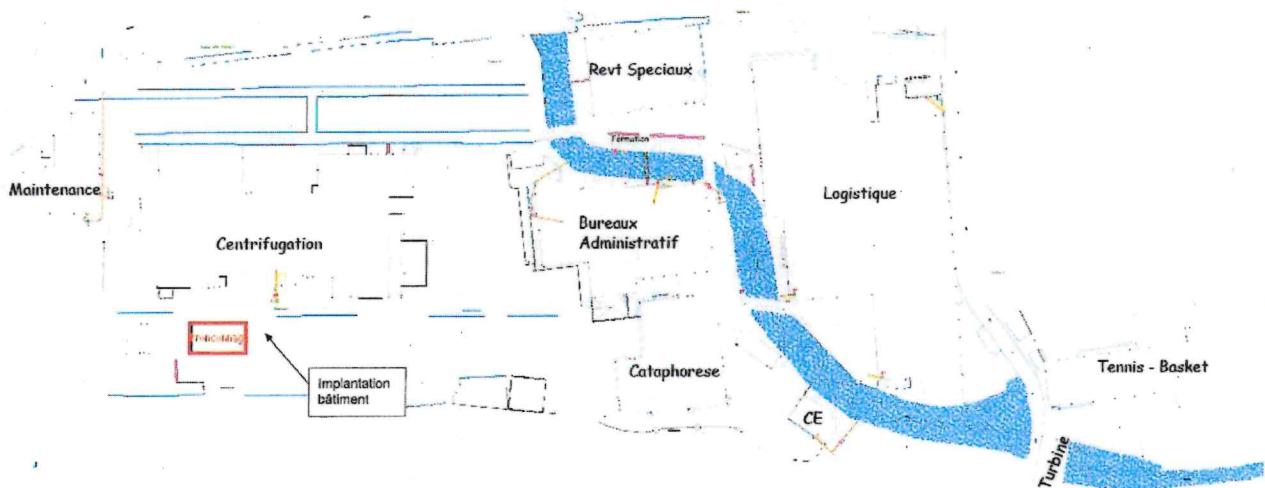 Revt Speciaux
Formation
Maintenance
Logistique
Bureaux
Administratif
Centrifugation
Implantation
bâtiment
Cataphorese
Tennis - Basket
CE
Turbine